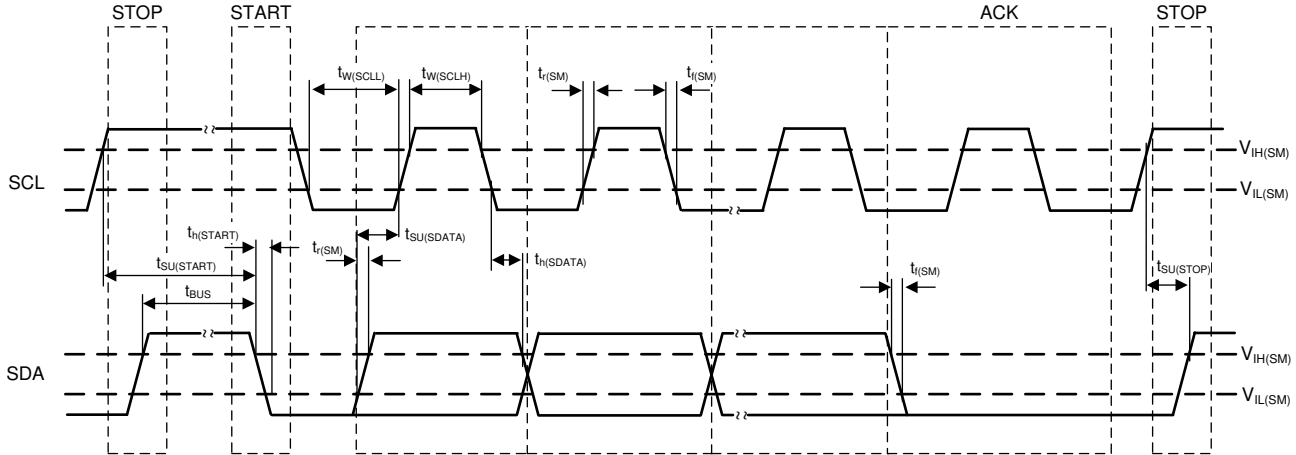 STOP START ACK STOP
tW(SCLL) tW(SCLH) tr(SM) tf(SM)
VIH(SM)
SCL
VIL(SM)
th(START) tr(SM) tSU(SDATA)
th(SDATA)
tSU(START) tf(SM) tSU(STOP)
tBUS
VIH(SM)
SDA
VIL(SM)